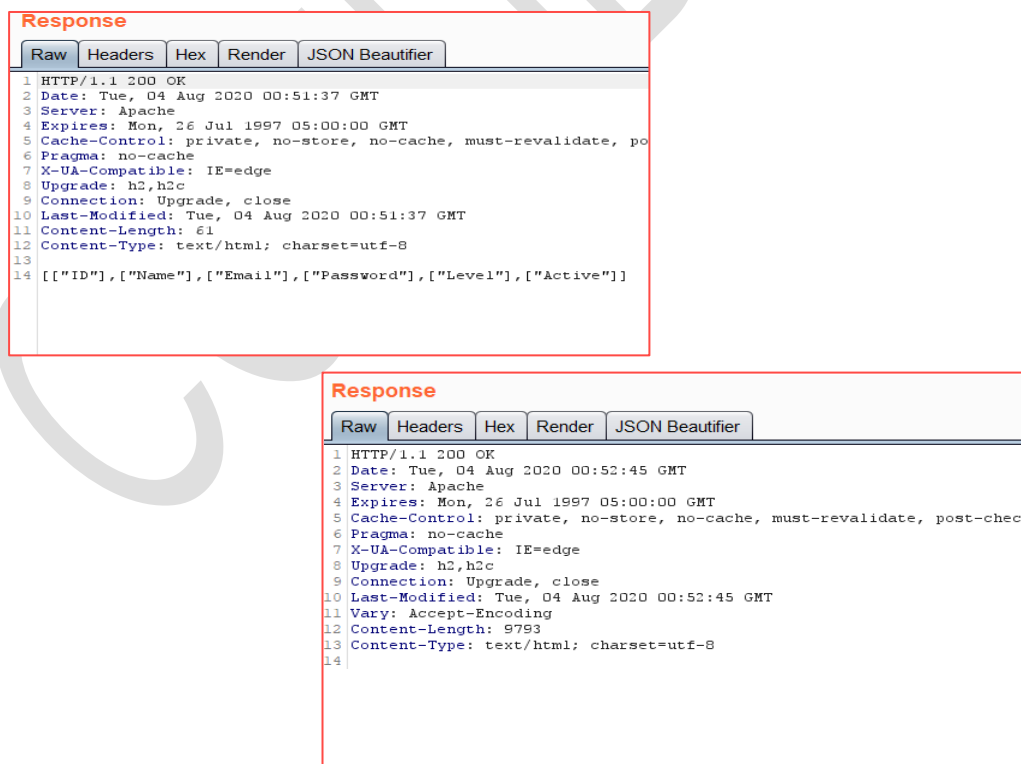 Response
Raw Headers Hex Render JSON Beautifier
1 HTTP/1.1 200 OK
2 Date: Tue, 04 Aug 2020 00:51:37 GMT
3 Server: Apache
4 Expires: Mon, 26 Jul 1997 05:00:00 GMT
5 Cache-Control: private, no-store, no-cache, must-revalidate, po
6 Pragma: no-cache
7 X-UA-Compatible: IE=edge
8 Upgrade: h2,h2c
9 Connection: Upgrade, close
10 Last-Modified: Tue, 04 Aug 2020 00:51:37 GMT
11 Content-Length: 61
12 Content-Type: text/html; charset=utf-8
13
14 [["ID"],["Name"],["Email"],["Password"],["Level"],["Active"]]
Response
Raw Headers Hex Render JSON Beautifier
1 HTTP/1.1 200 OK
2 Date: Tue, 04 Aug 2020 00:52:45 GMT
3 Server: Apache
4 Expires: Mon, 26 Jul 1997 05:00:00 GMT
5 Cache-Control: private, no-store, no-cache, must-revalidate, post-chec
6 Pragma: no-cache
7 X-UA-Compatible: IE=edge
8 Upgrade: h2,h2c
9 Connection: Upgrade, close
10 Last-Modified: Tue, 04 Aug 2020 00:52:45 GMT
11 Vary: Accept-Encoding
12 Content-Length: 9793
13 Content-Type: text/html; charset=utf-8
14